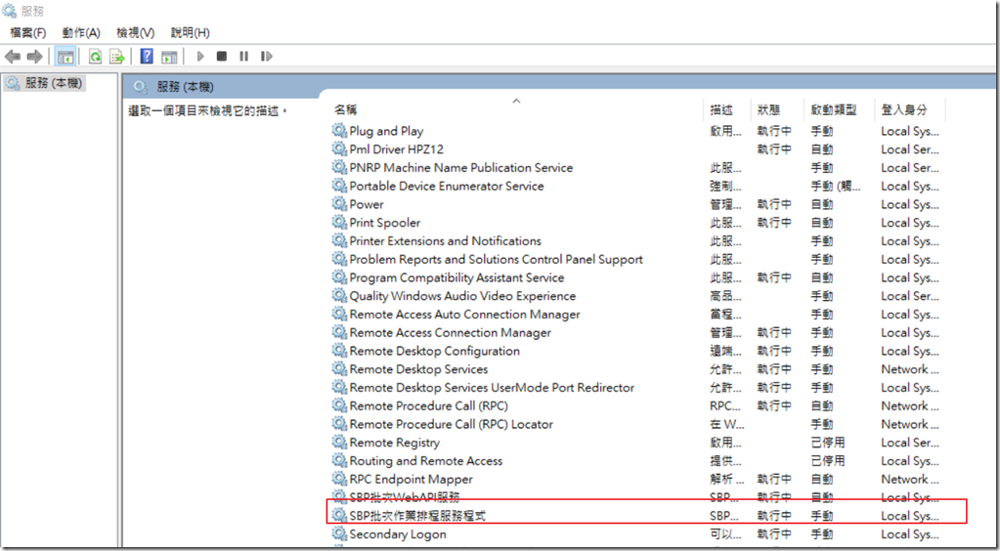 服務
檔案(F) 動作(A) 檢視(V) 說明(H)
服務 (本機)
服務 (本機)
選取一個項目來檢視它的描述。
名稱 描述 狀態 啟動類型 登入身分
Plug and Play 啟用... 執行中 手動 Local Sys...
Pml Driver HPZ12 執行中 自動 Local Ser...
PNRP Machine Name Publication Service 此服... 手動 Local Ser...
Portable Device Enumerator Service 強制... 手動 (觸... Local Sys...
Power 管理... 執行中 自動 Local Sys...
Print Spooler 此服... 執行中 自動 Local Sys...
Printer Extensions and Notifications 此服... 手動 Local Sys...
Problem Reports and Solutions Control Panel Support 此服... 手動 Local Sys...
Program Compatibility Assistant Service 此服... 執行中 自動 Local Sys...
Quality Windows Audio Video Experience 高品... 手動 Local Ser...
Remote Access Auto Connection Manager 當程... 手動 Local Sys...
Remote Access Connection Manager 管理... 執行中 手動 Local Sys...
Remote Desktop Configuration 遠端... 執行中 手動 Local Sys...
Remote Desktop Services 允許... 執行中 手動 Network ...
Remote Desktop Services UserMode Port Redirector 允許... 執行中 手動 Local Sys...
Remote Procedure Call (RPC) RPC... 執行中 自動 Network ...
Remote Procedure Call (RPC) Locator 在 W... 手動 Network ...
Remote Registry 啟用... 已停用 Local Ser...
Routing and Remote Access 提供... 已停用 Local Sys...
RPC Endpoint Mapper 解析 ... 執行中 自動 Network ...
SBP批次WebAPI服務 SBP... 執行中 自動 Local Sys...
SBP批次作業排程服務程式 SBP... 執行中 手動 Local Sys...
Secondary Logon 可以... 執行中 手動 Local Sys...